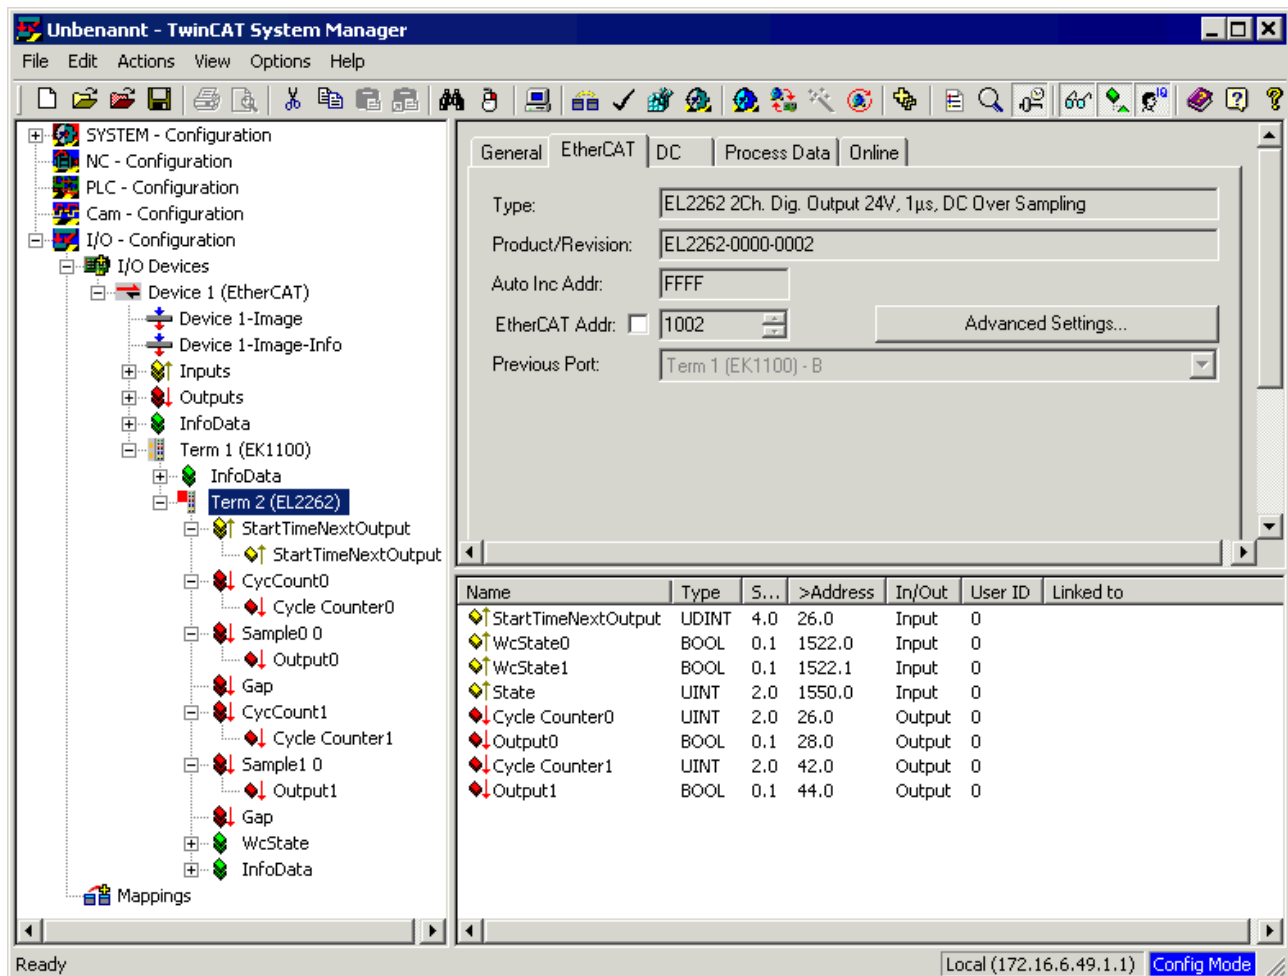 Unbenannt - TwinCAT System Manager
File Edit Actions View Options Help
SYSTEM - Configuration
NC - Configuration
PLC - Configuration
Cam - Configuration
I/O - Configuration
I/O Devices
Device 1 (EtherCAT)
Device 1-Image
Device 1-Image-Info
Inputs
Outputs
InfoData
Term 1 (EK1100)
InfoData
Term 2 (EL2262)
StartTimeNextOutput
StartTimeNextOutput
CycCount0
Cycle Counter0
Sample0 0
Output0
Gap
CycCount1
Cycle Counter1
Sample1 0
Output1
Gap
WcState
InfoData
Mappings
General EtherCAT DC Process Data Online
Type: EL2262 2Ch. Dig. Output 24V, 1µs, DC Over Sampling
Product/Revision: EL2262-0000-0002
Auto Inc Addr: FFFF
EtherCAT Addr: 1002 Advanced Settings...
Previous Port: Term 1 (EK1100) - B
Name Type S... >Address In/Out User ID Linked to
StartTimeNextOutput UDINT 4.0 26.0 Input 0
WcState0 BOOL 0.1 1522.0 Input 0
WcState1 BOOL 0.1 1522.1 Input 0
State UINT 2.0 1550.0 Input 0
Cycle Counter0 UINT 2.0 26.0 Output 0
Output0 BOOL 0.1 28.0 Output 0
Cycle Counter1 UINT 2.0 42.0 Output 0
Output1 BOOL 0.1 44.0 Output 0
Ready Local (172.16.6.49.1.1) Config Mode